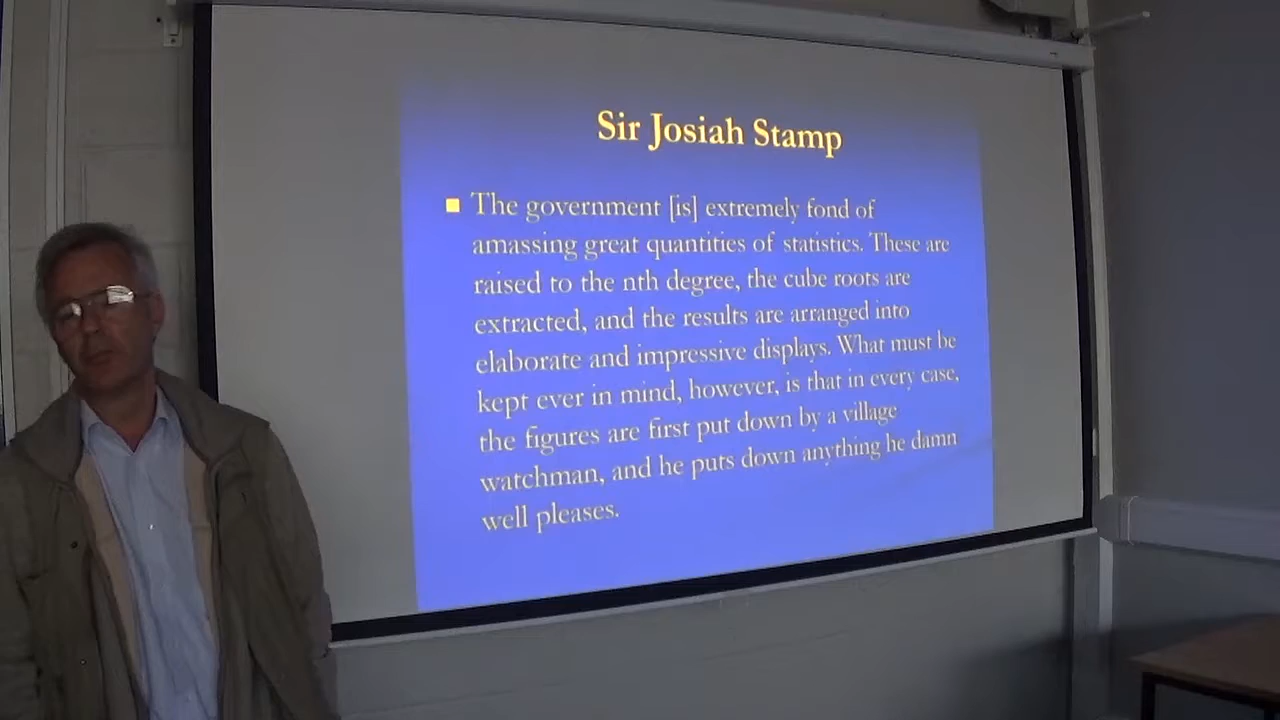 Sir Josiah Stamp
The government [is] extremely fond of
amassing great quantities of statistics. These are
raised to the nth degree, the cube roots are
extracted, and the results are arranged into
elaborate and impressive displays. What must be
kept ever in mind, however, is that in every case,
the figures are first put down by a village
watchman, and he puts down anything he damn
well pleases.